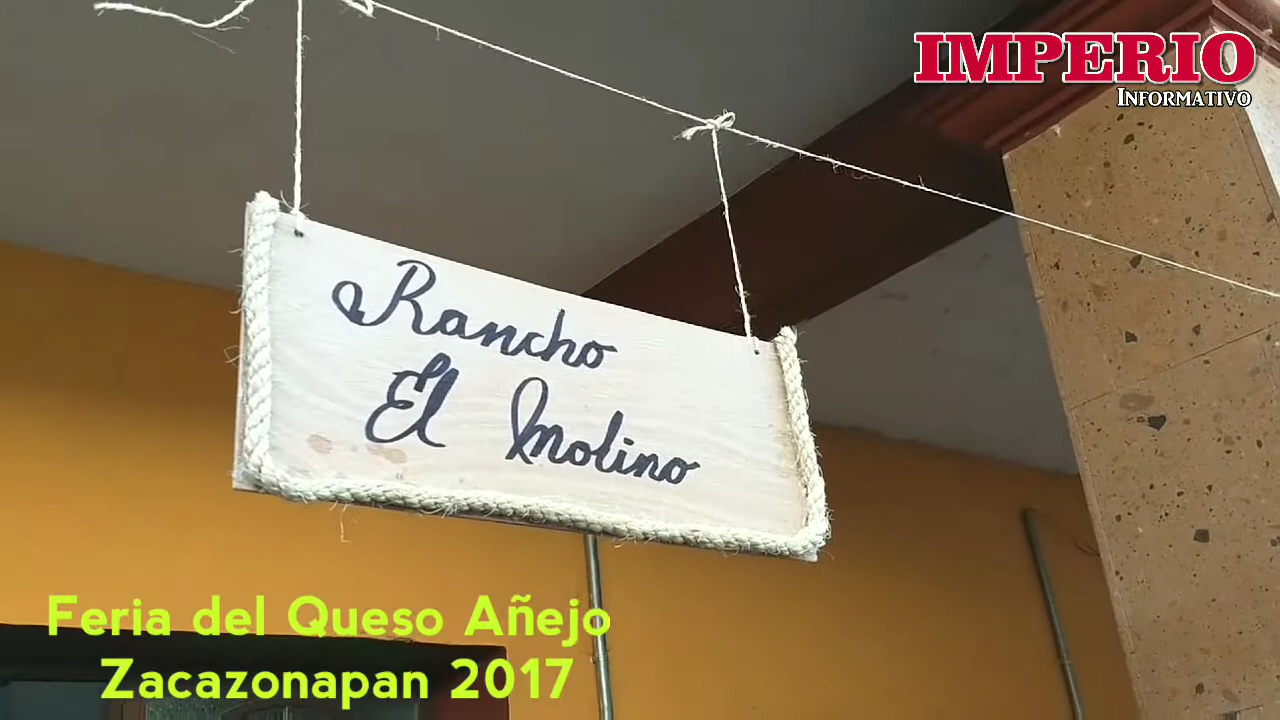 IMPERIO
INFORMATIVO
Rancho
El Molino
Feria del Queso Añejo
Zacazonapan 2017